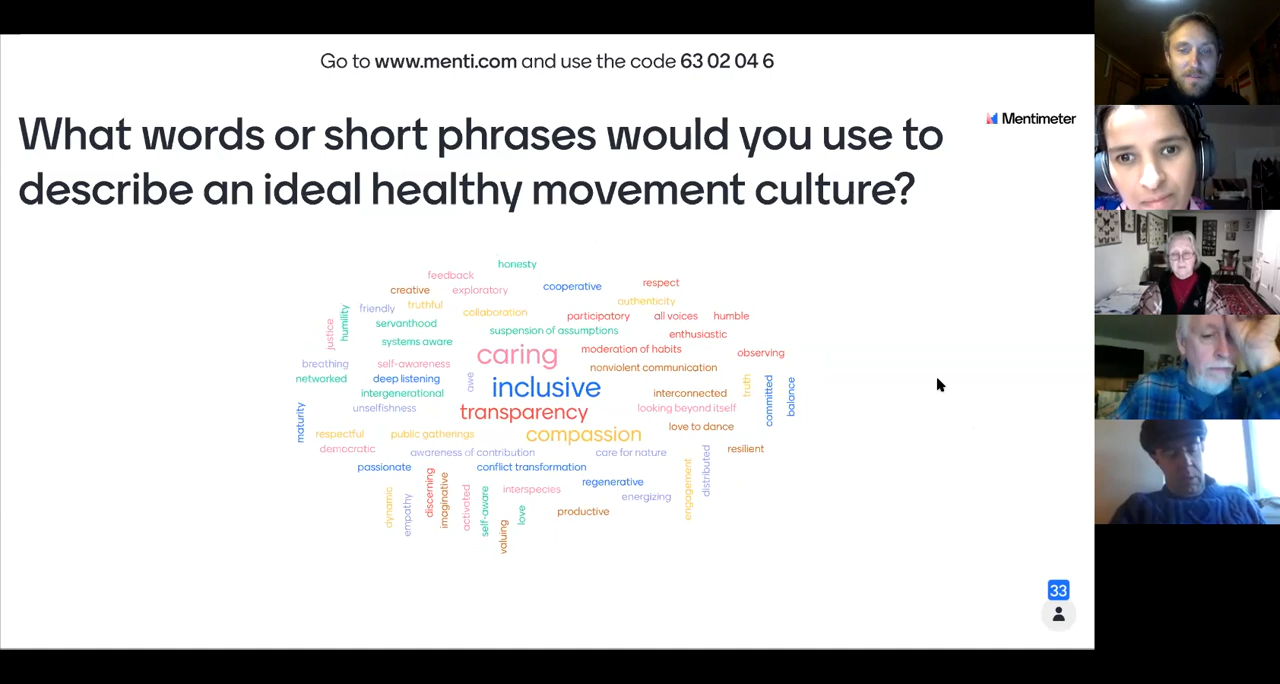 Go to www.menti.com and use the code 63 02 04 6
Mentimeter
What words or short phrases would you use to
describe an ideal healthy movement culture?
honesty
feedback
respect
creative
exploratory
cooperative
authenticity
friendly
truthful
collaboration
participatory
all voices
humble
justice
humility
servanthood
suspension of assumptions
enthusiastic
systems aware
caring
moderation of habits
observing
breathing
self-awareness
nonviolent communication
networked
deep listening
awe
inclusive
truth
committed
balance
intergenerational
interconnected
unselfishness
transparency
looking beyond itself
maturity
respectful
public gatherings
compassion
love to dance
democratic
awareness of contribution
care for nature
resilient
passionate
conflict transformation
distributed
engagement
discerning
imaginative
regenerative
dynamic
empathy
activated
self-aware
interspecies
energizing
love
productive
valuing
33